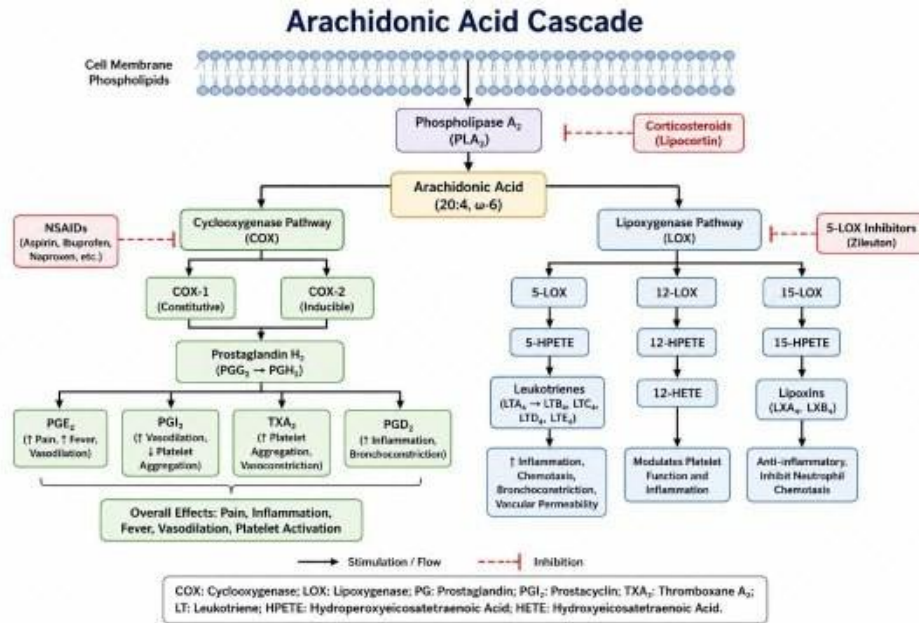 Arachidonic Acid Cascade
Cell Membrane
Phospholipids
Phospholipase A₂
(PLA₂)
Corticosteroids
(Lipocortin)
Arachidonic Acid
(20:4, ω-6)
NSAIDs
(Aspirin, Ibuprofen,
Naproxen, etc.)
Cyclooxygenase Pathway
(COX)
Lipoxygenase Pathway
(LOX)
5-LOX Inhibitors
(Zileuton)
COX-1
(Constitutive)
COX-2
(Inducible)
5-LOX
12-LOX
15-LOX
5-HPETE
12-HPETE
15-HPETE
Prostaglandin H₂
(PGG₂ → PGH₂)
Leukotrienes
(LTA₄ → LTB₄, LTC₄,
LTD₄, LTE₄)
12-HETE
Lipoxins
(LXA₄, LXB₄)
PGE₂
(↑ Pain, ↑ Fever,
Vasodilation)
PGI₂
(↑ Vasodilation,
↓ Platelet
Aggregation)
TXA₂
(↑ Platelet
Aggregation,
Vasoconstriction)
PGD₂
(↑ Inflammation,
Bronchoconstriction)
↑ Inflammation,
Chemotaxis,
Bronchoconstriction,
Vascular Permeability
Modulates Platelet
Function and
Inflammation
Anti-inflammatory,
Inhibit Neutrophil
Chemotaxis
Overall Effects: Pain, Inflammation,
Fever, Vasodilation, Platelet Activation
Stimulation / Flow
Inhibition
COX: Cyclooxygenase; LOX: Lipoxygenase; PG: Prostaglandin; PGI₂: Prostacyclin; TXA₂: Thromboxane A₂;
LT: Leukotriene; HPETE: Hydroperoxyeicosatetraenoic Acid; HETE: Hydroxyeicosatetraenoic Acid.